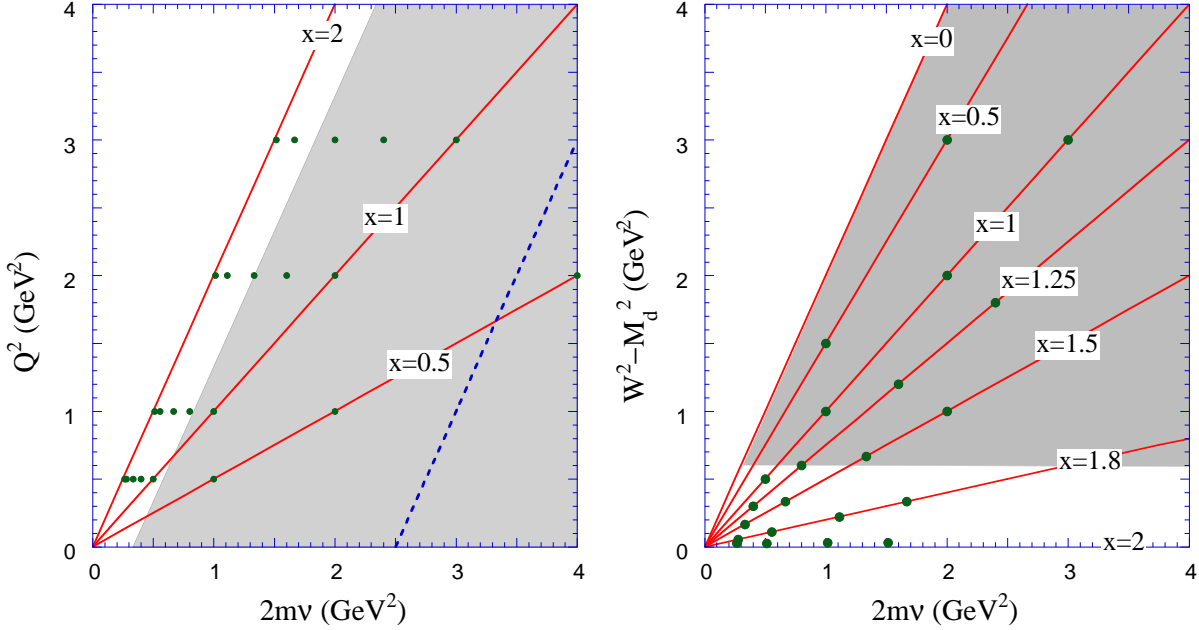 4
3
2
1
0
Q² (GeV²)
x=2
x=1
x=0.5
0 1 2 3 4
2mν (GeV²)
4
3
2
1
0
W²−M_d² (GeV²)
x=0
x=0.5
x=1
x=1.25
x=1.5
x=1.8
x=2
0 1 2 3 4
2mν (GeV²)